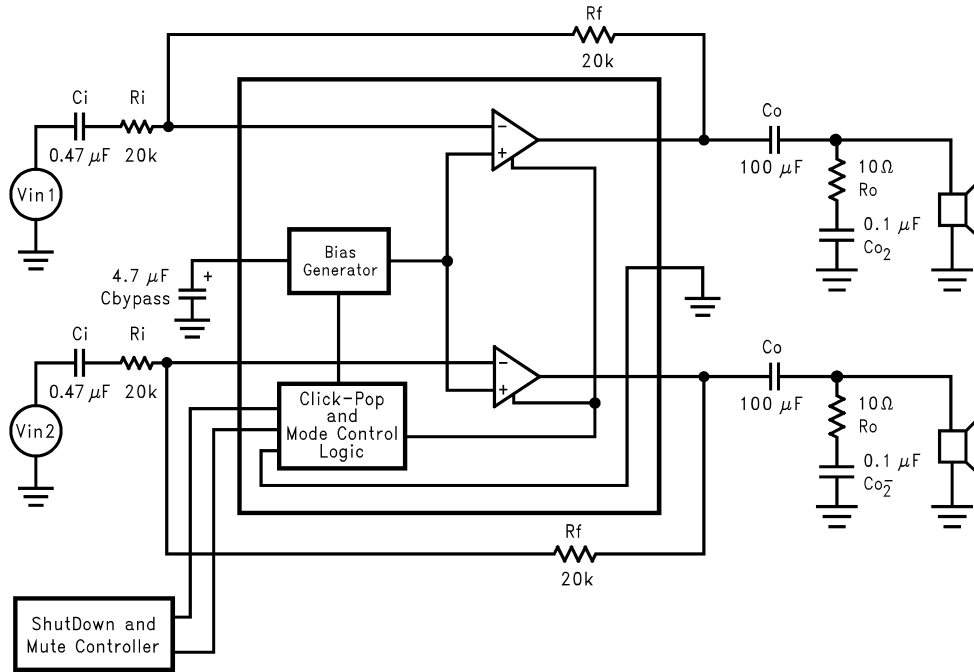 Rf
20k
Ci
Ri
Co
0.47 μF
20k
100 μF
10Ω
Ro
Vin1
−
+
0.1 μF
Co2
Bias
Generator
4.7 μF
+
Cbypass
Ci
Ri
Co
0.47 μF
20k
100 μF
−
+
10Ω
Ro
Click-Pop
and
Mode Control
Logic
Vin2
0.1 μF
Co2
Rf
20k
ShutDown and
Mute Controller